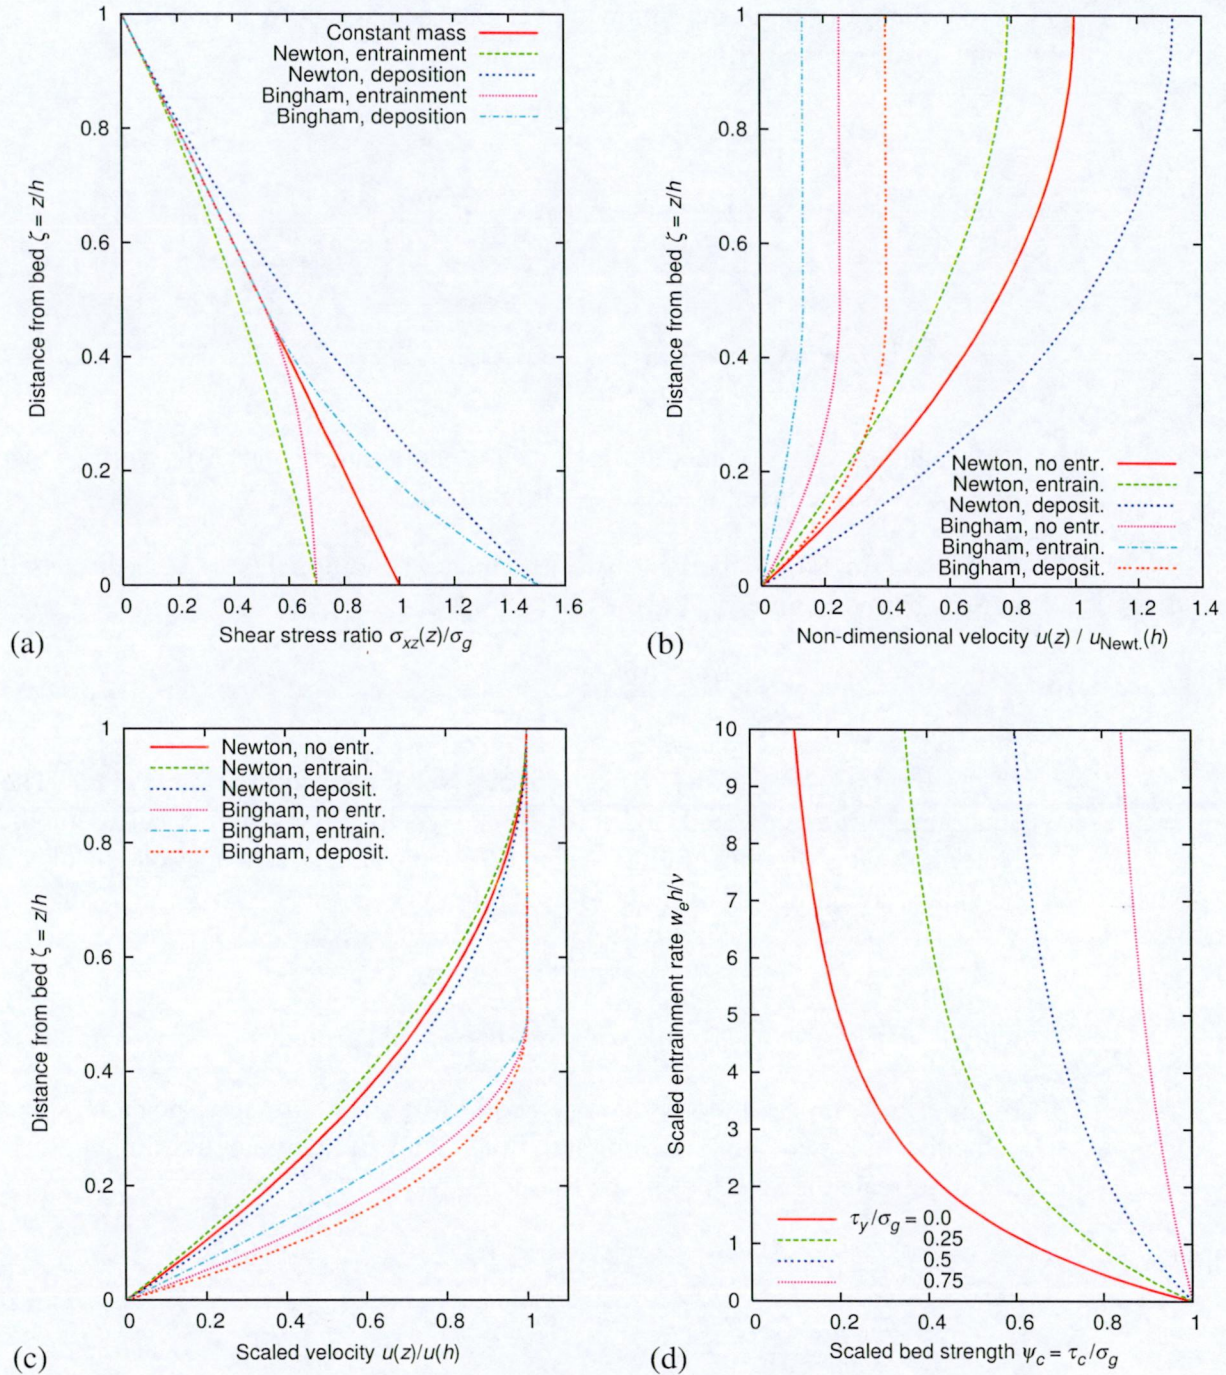 1
0.8
0.6
0.4
0.2
0
Distance from bed ζ = z/h
Constant mass
Newton, entrainment
Newton, deposition
Bingham, entrainment
Bingham, deposition
0 0.2 0.4 0.6 0.8 1 1.2 1.4 1.6
(a)
Shear stress ratio σxz(z)/σg
1
0.8
0.6
0.4
0.2
0
Distance from bed ζ = z/h
Newton, no entr.
Newton, entrain.
Newton, deposit.
Bingham, no entr.
Bingham, entrain.
Bingham, deposit.
0 0.2 0.4 0.6 0.8 1 1.2 1.4
(b)
Non-dimensional velocity u(z) / uNewt.(h)
1
0.8
0.6
0.4
0.2
0
Distance from bed ζ = z/h
Newton, no entr.
Newton, entrain.
Newton, deposit.
Bingham, no entr.
Bingham, entrain.
Bingham, deposit.
0 0.2 0.4 0.6 0.8 1
(c)
Scaled velocity u(z)/u(h)
10
9
8
7
6
5
4
3
2
1
0
Scaled entrainment rate weh/ν
τy/σg = 0.0
0.25
0.5
0.75
0 0.2 0.4 0.6 0.8 1
(d)
Scaled bed strength ψc = τc/σg